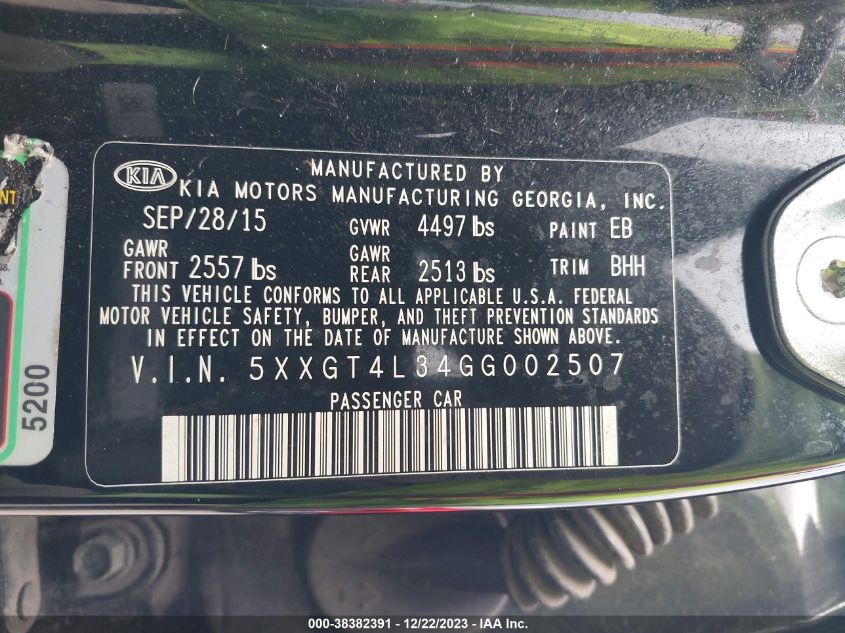 KIA
MANUFACTURED BY
KIA MOTORS MANUFACTURING GEORGIA, INC.
SEP/28/15 GVWR 4497 lbs PAINT EB
GAWR FRONT 2557 lbs GAWR REAR 2513 lbs TRIM BHH
THIS VEHICLE CONFORMS TO ALL APPLICABLE U.S.A. FEDERAL
MOTOR VEHICLE SAFETY, BUMPER, AND THEFT PREVENTION STANDARDS
IN EFFECT ON THE DATE OF MANUFACTURE SHOWN ABOVE.
V.I.N. 5XXGT4L34GG002507
PASSENGER CAR
5200
000-38382391 - 12/22/2023 - IAA, Inc.